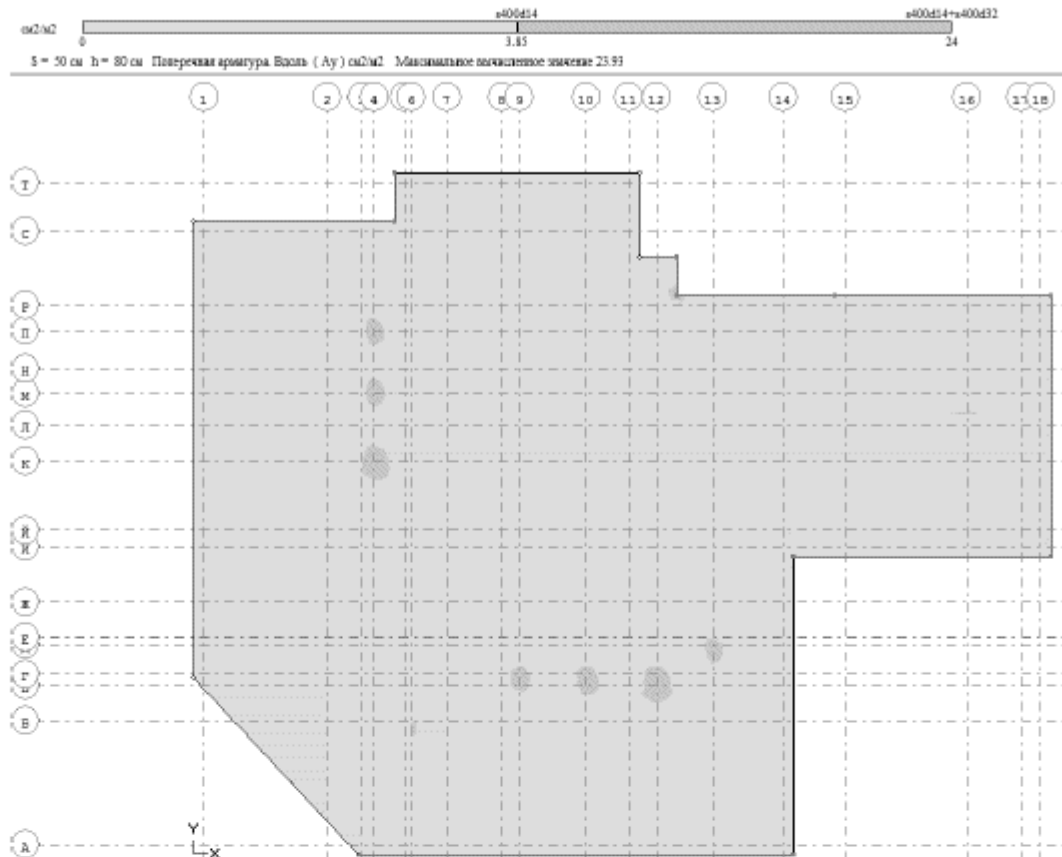 s400d14 s400d14+s400d32
см2/м2
0 3.85 24
S = 50 см h = 80 см Поперечная арматура. Вдоль ( Ay ) см2/м2 Максимальное вычисленное значение 23.93
1 2 4 6 7 8 9 10 11 12 13 14 15 16 17 18
Т
С
Р
П
Н
М
Л
К
Й
И
Ж
Е
Г
В
Y
А
X